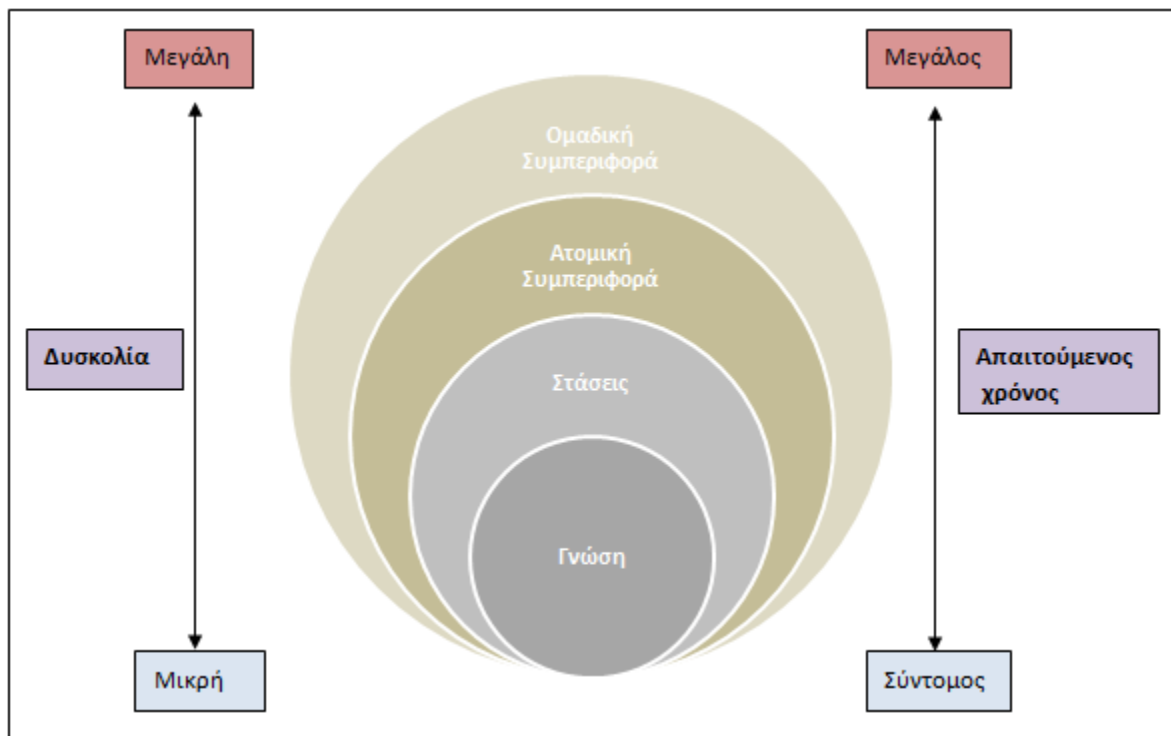 Μεγάλη
Μεγάλος
Ομαδική
Συμπεριφορά
Ατομική
Συμπεριφορά
Δυσκολία
Στάσεις
Απαιτούμενος
χρόνος
Γνώση
Μικρή
Σύντομος